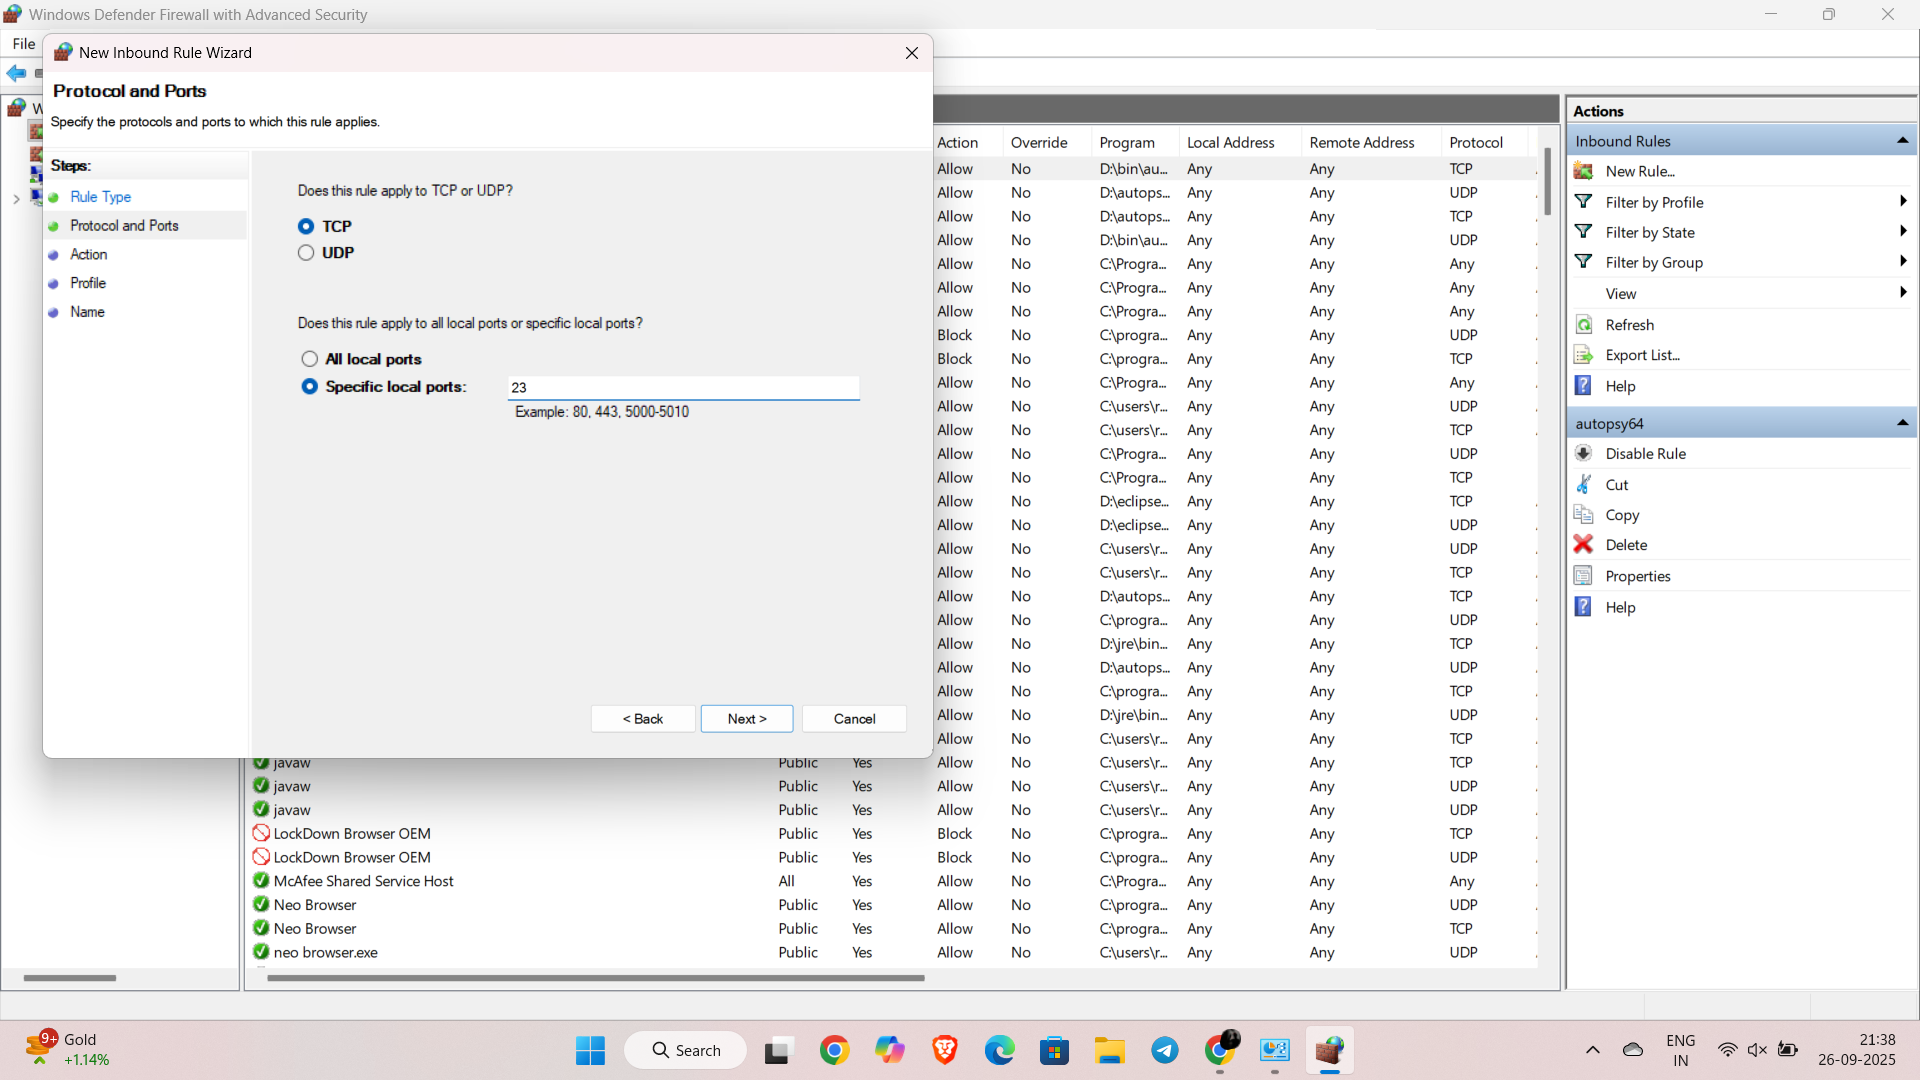 Windows Defender Firewall with Advanced Security
File
New Inbound Rule Wizard
Protocol and Ports
Specify the protocols and ports to which this rule applies.
Steps:
Rule Type
Protocol and Ports
Action
Profile
Name
Does this rule apply to TCP or UDP?
TCP
UDP
Does this rule apply to all local ports or specific local ports?
All local ports
Specific local ports: 23
Example: 80, 443, 5000-5010
< Back Next > Cancel
Action Override Program Local Address Remote Address Protocol
Allow No D:\bin\au... Any Any TCP
Allow No D:\autops... Any Any UDP
Allow No D:\autops... Any Any TCP
Allow No D:\bin\au... Any Any UDP
Allow No C:\Progra... Any Any Any
Allow No C:\Progra... Any Any Any
Allow No C:\Progra... Any Any Any
Block No C:\progra... Any Any UDP
Block No C:\progra... Any Any TCP
Allow No C:\Progra... Any Any Any
Allow No C:\users\r... Any Any UDP
Allow No C:\users\r... Any Any TCP
Allow No C:\Progra... Any Any UDP
Allow No C:\Progra... Any Any TCP
Allow No D:\eclipse... Any Any TCP
Allow No D:\eclipse... Any Any UDP
Allow No C:\users\r... Any Any UDP
Allow No C:\users\r... Any Any TCP
Allow No D:\autops... Any Any TCP
Allow No C:\progra... Any Any UDP
Allow No D:\jre\bin... Any Any TCP
Allow No D:\autops... Any Any UDP
Allow No C:\progra... Any Any TCP
Allow No D:\jre\bin... Any Any UDP
Allow No C:\users\r... Any Any TCP
javaw Public Yes Allow No C:\users\r... Any Any TCP
javaw Public Yes Allow No C:\users\r... Any Any UDP
javaw Public Yes Allow No C:\users\r... Any Any UDP
LockDown Browser OEM Public Yes Block No C:\progra... Any Any TCP
LockDown Browser OEM Public Yes Block No C:\progra... Any Any UDP
McAfee Shared Service Host All Yes Allow No C:\Progra... Any Any Any
Neo Browser Public Yes Allow No C:\progra... Any Any UDP
Neo Browser Public Yes Allow No C:\progra... Any Any TCP
neo browser.exe Public Yes Allow No C:\users\r... Any Any UDP
Actions
Inbound Rules
New Rule...
Filter by Profile
Filter by State
Filter by Group
View
Refresh
Export List...
Help
autopsy64
Disable Rule
Cut
Copy
Delete
Properties
Help
9+
Gold
+1.14%
Search
ENG
IN
21:38
26-09-2025